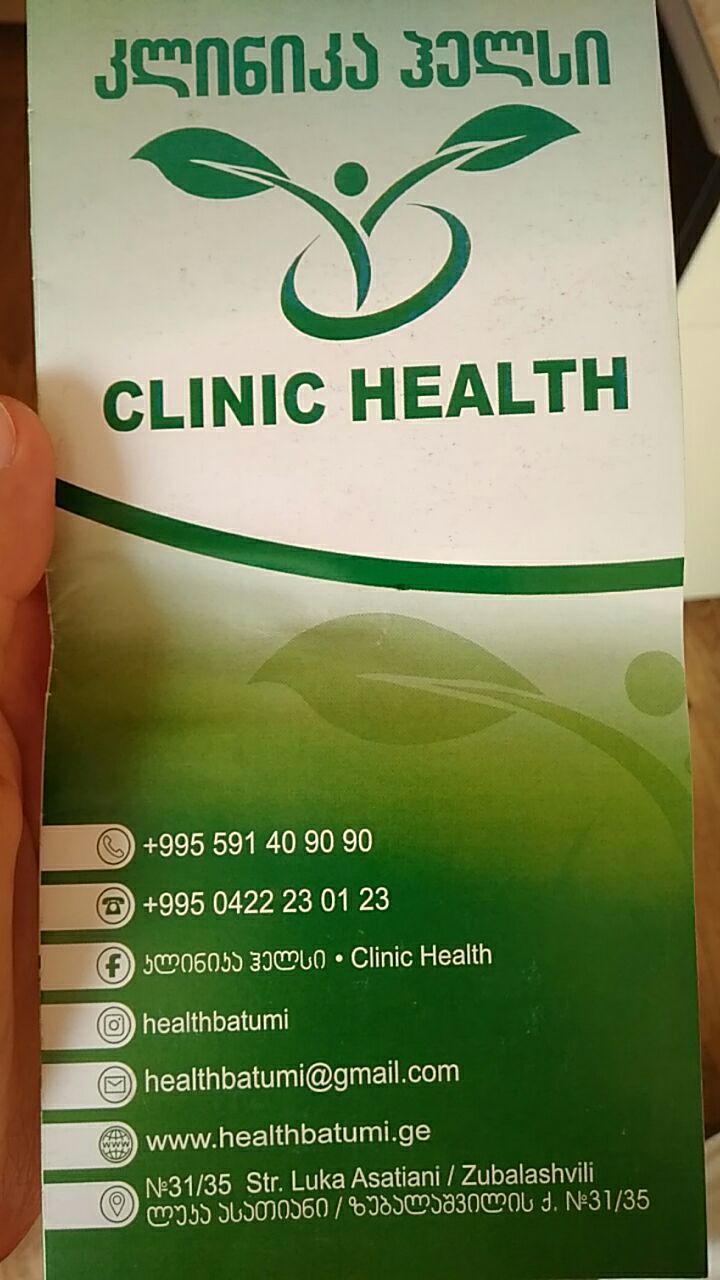 კლინიკა ჰელსი
CLINIC HEALTH
+995 591 40 90 90
+995 0422 23 01 23
კლინიკა ჰელსი • Clinic Health
healthbatumi
healthbatumi@gmail.com
www.healthbatumi.ge
№31/35 Str. Luka Asatiani / Zubalashvili
ლუკა ასათიანი / ზუბალაშვილის ქ. №31/35